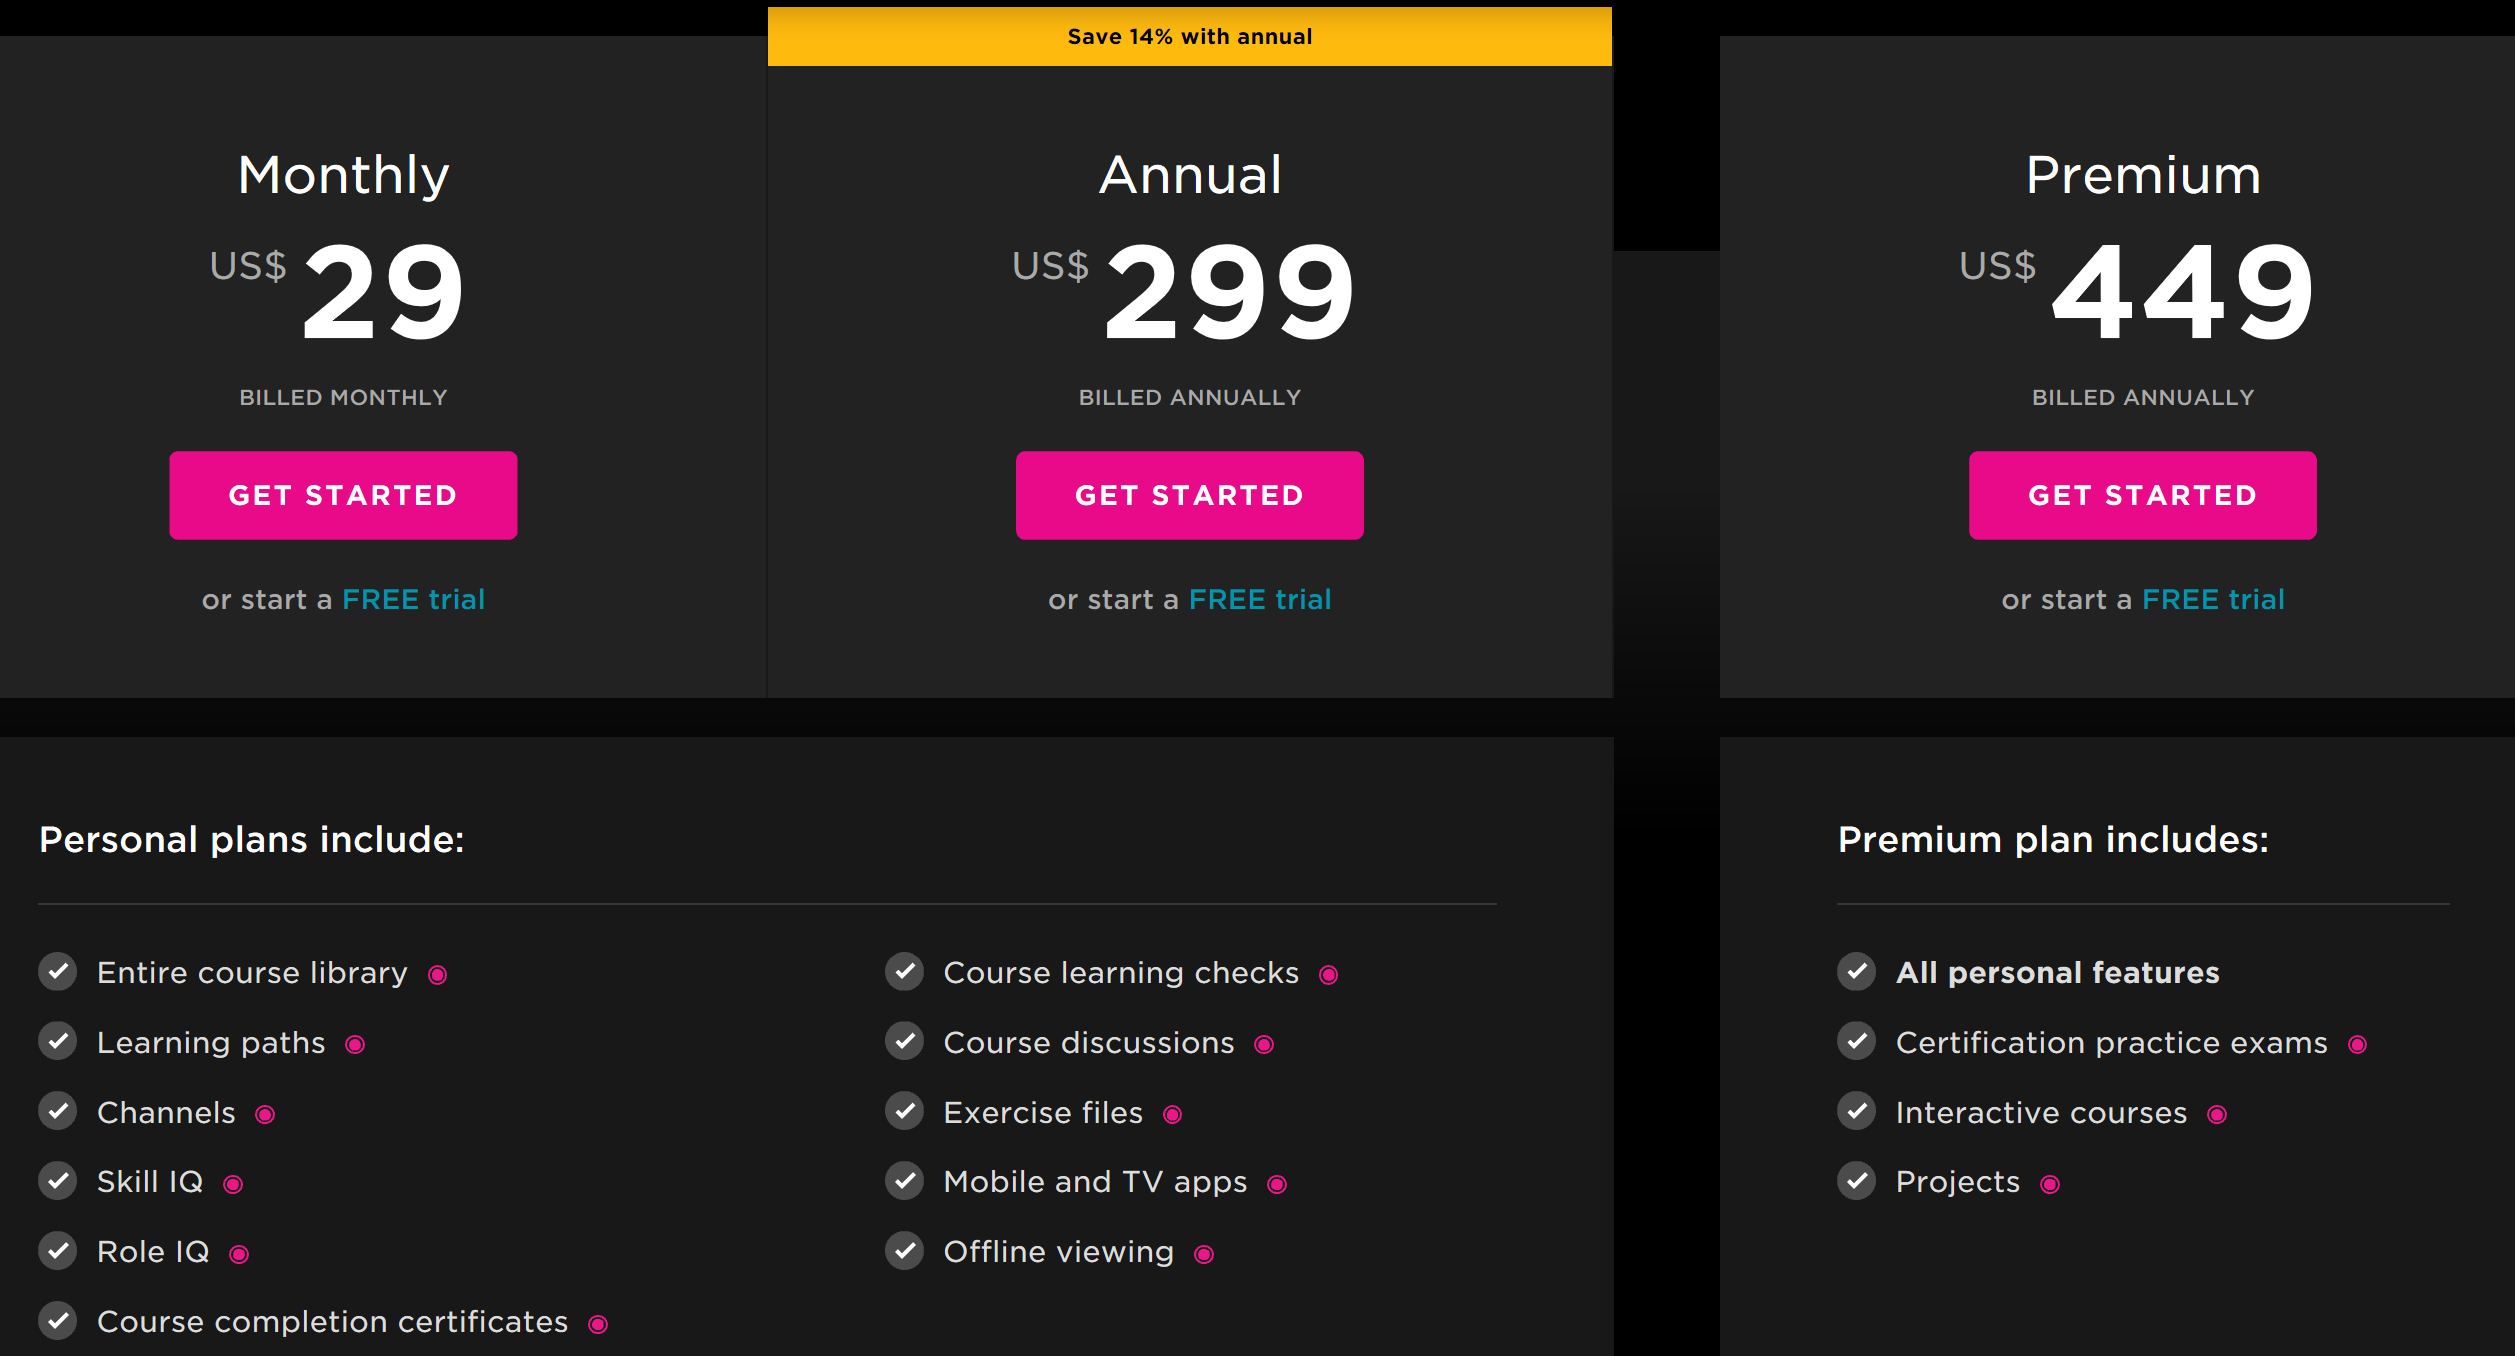 Save 14% with annual
Monthly
US$ 29
BILLED MONTHLY
GET STARTED
or start a FREE trial
Annual
US$ 299
BILLED ANNUALLY
GET STARTED
or start a FREE trial
Premium
US$ 449
BILLED ANNUALLY
GET STARTED
or start a FREE trial
Personal plans include:
Entire course library
Learning paths
Channels
Skill IQ
Role IQ
Course completion certificates
Course learning checks
Course discussions
Exercise files
Mobile and TV apps
Offline viewing
Premium plan includes:
All personal features
Certification practice exams
Interactive courses
Projects